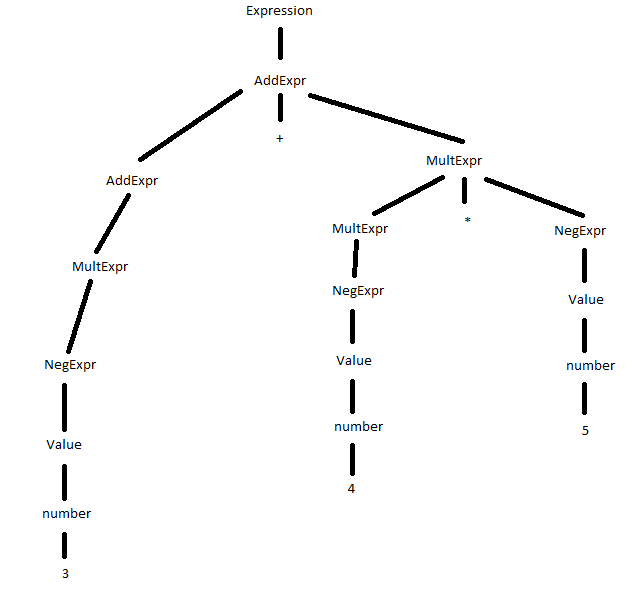 Expression
AddExpr
+
MultExpr
AddExpr
MultExpr
*
NegExpr
MultExpr
NegExpr
Value
NegExpr
Value
number
Value
number
5
number
4
3